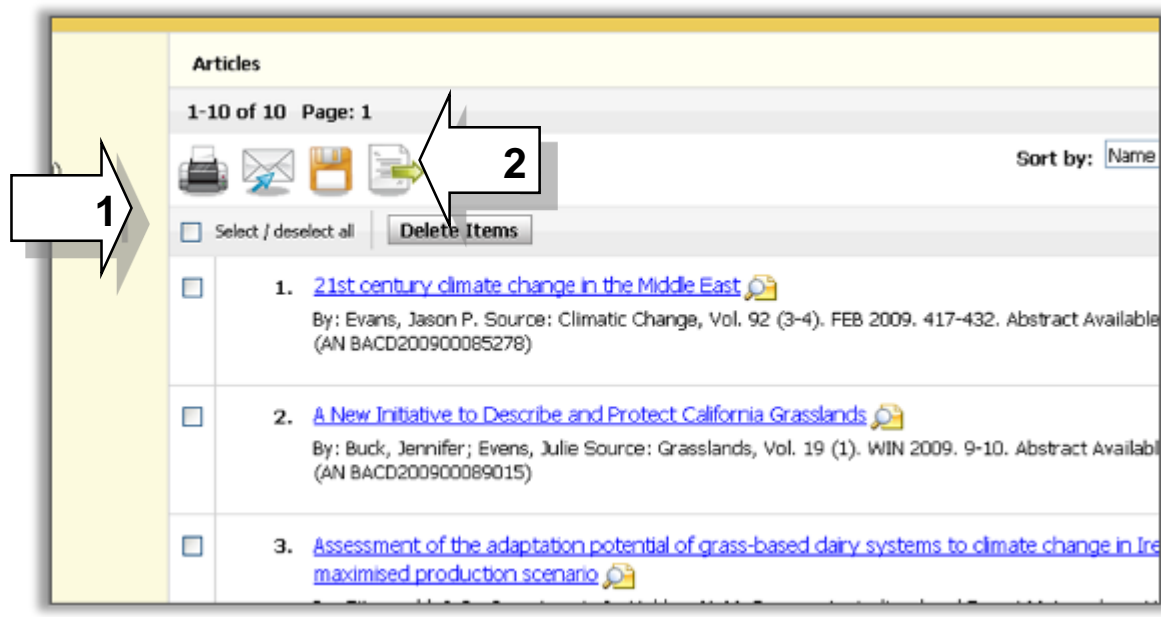 Articles
1-10 of 10 Page: 1
2
Sort by: Name
1
Select / deselect all Delete Items
1. 21st century climate change in the Middle East
By: Evans, Jason P. Source: Climatic Change, Vol. 92 (3-4). FEB 2009. 417-432. Abstract Available
(AN BACD200900085278)
2. A New Initiative to Describe and Protect California Grasslands
By: Buck, Jennifer; Evens, Julie Source: Grasslands, Vol. 19 (1). WIN 2009. 9-10. Abstract Availabl
(AN BACD200900089015)
3. Assessment of the adaptation potential of grass-based dairy systems to climate change in Ire
maximised production scenario